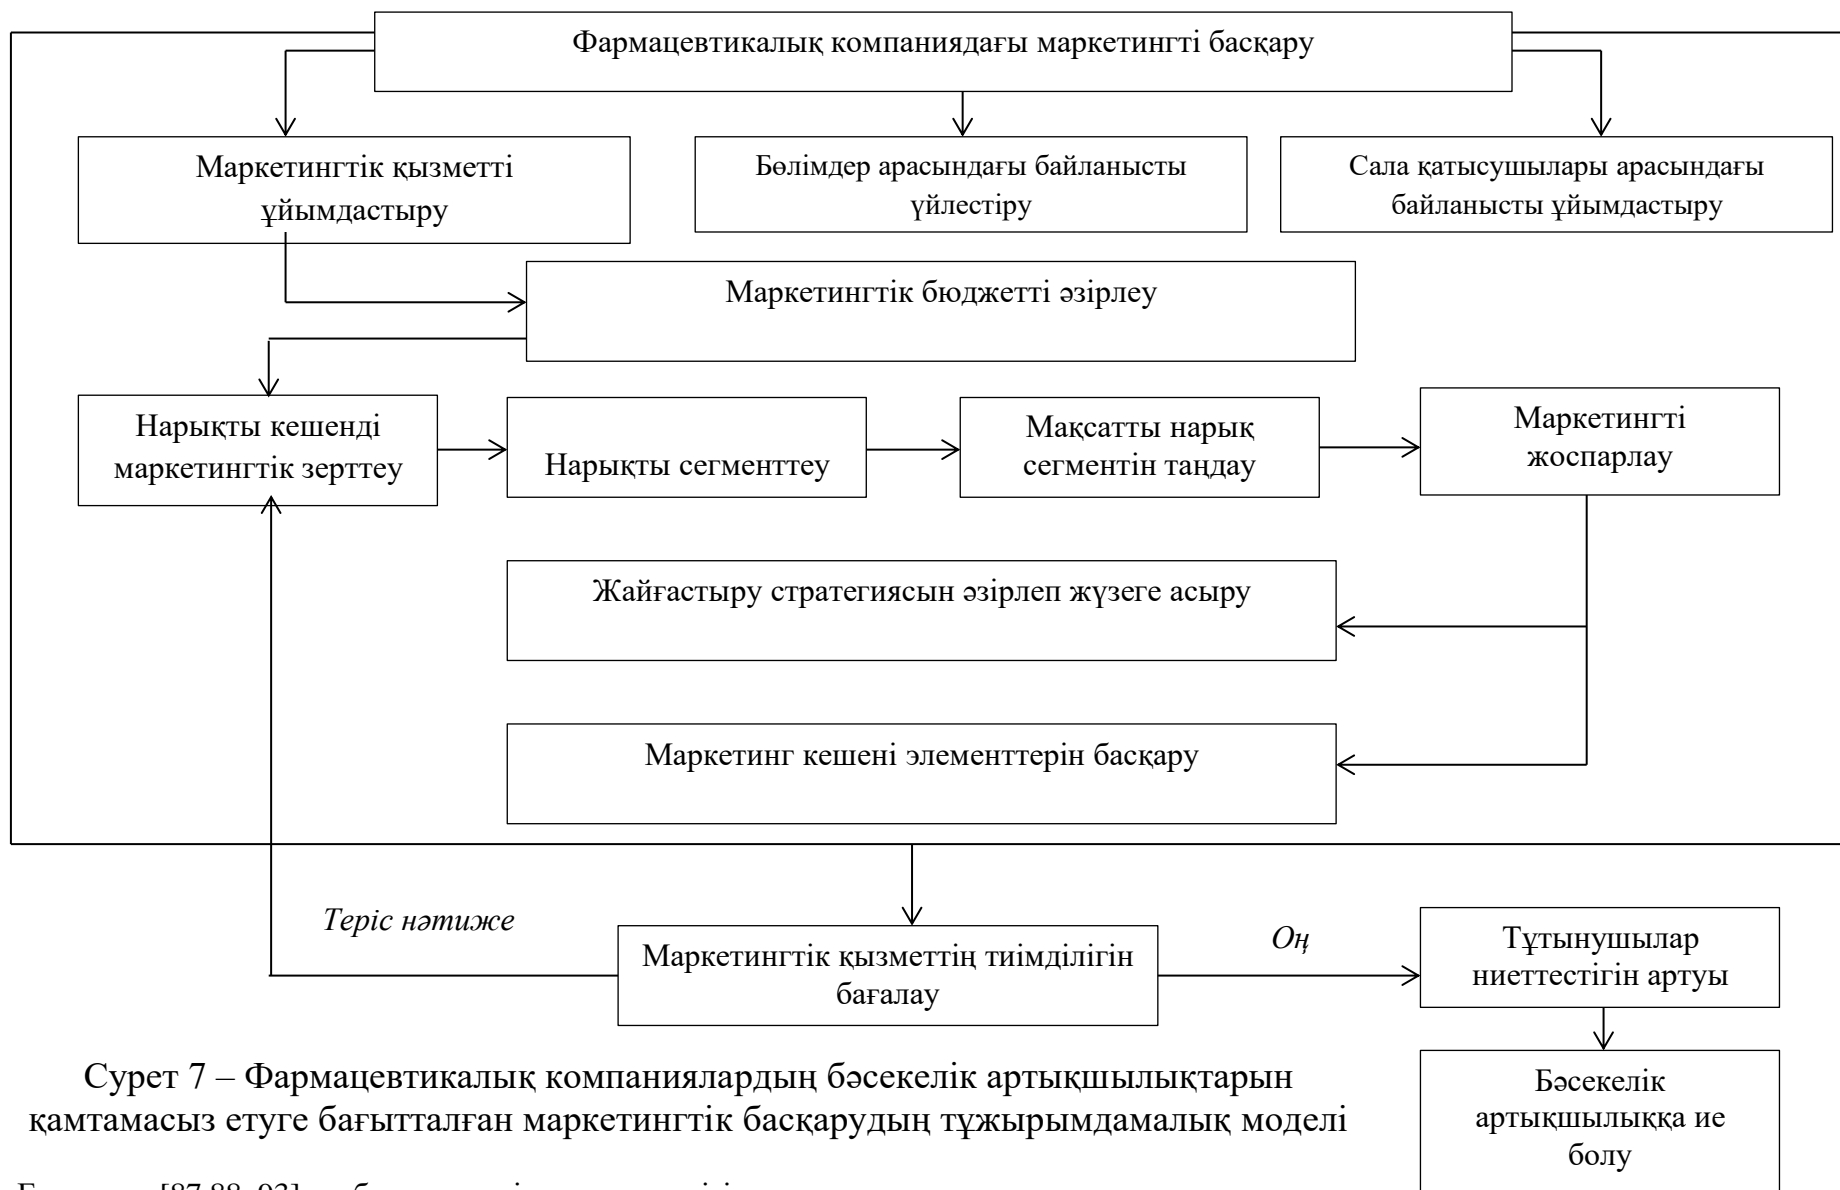 Фармацевтикалық компаниядағы маркетингті басқару
Маркетингтік қызметті
ұйымдастыру
Бөлімдер арасындағы байланысты
үйлестіру
Сала қатысушылары арасындағы
байланысты ұйымдастыру
Маркетингтік бюджетті әзірлеу
Нарықты кешенді
маркетингтік зерттеу
Нарықты сегменттеу
Мақсатты нарық
сегментін таңдау
Маркетингті
жоспарлау
Жайғастыру стратегиясын әзірлеп жүзеге асыру
Маркетинг кешені элементтерін басқару
Теріс нәтиже
Маркетингтік қызметтің тиімділігін
бағалау
Оң
Тұтынушылар
ниеттестігін артуы
Бәсекелік
артықшылыққа ие
болу
Сурет 7 – Фармацевтикалық компаниялардың бәсекелік артықшылықтарын
қамтамасыз етуге бағытталған маркетингтік басқарудың тұжырымдамалық моделі